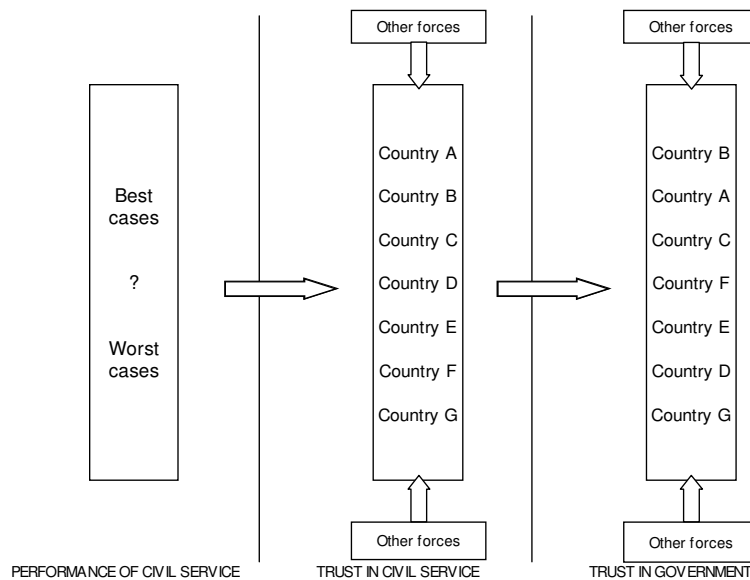 Other forces
Other forces
Best
cases
?
Worst
cases
Country A
Country B
Country C
Country D
Country E
Country F
Country G
Country B
Country A
Country C
Country F
Country E
Country D
Country G
Other forces
Other forces
PERFORMANCE OF CIVIL SERVICE
TRUST IN CIVIL SERVICE
TRUST IN GOVERNMENT